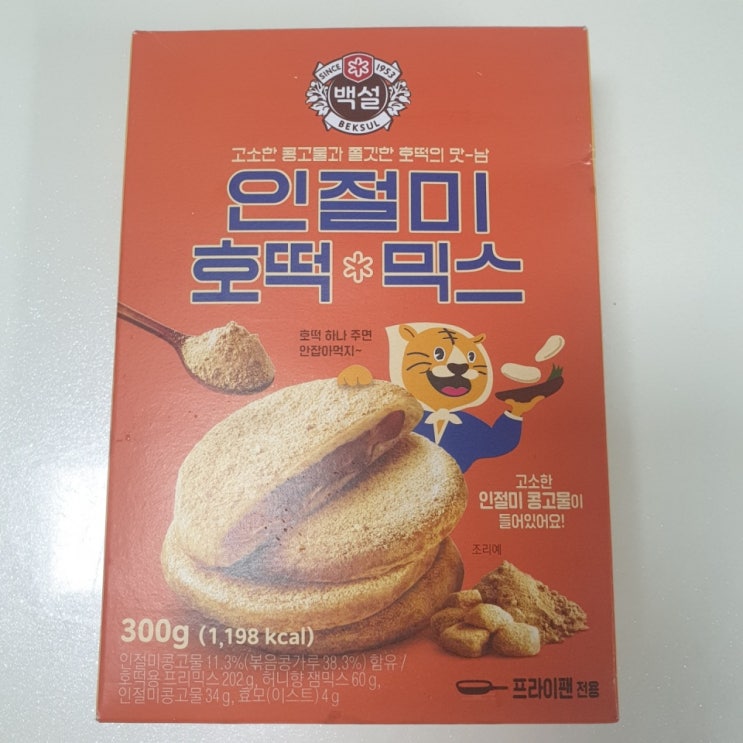 SINCE 1953
백설
BEKSUL
고소한 콩고물과 쫄깃한 호떡의 맛-남
인절미
호떡 믹스
호떡 하나 주면
안잡아먹지~
고소한
인절미 콩고물이
들어있어요!
조리예
300g (1,198 kcal)
인절미콩고물 11.3%(볶음콩가루 38.3%) 함유 /
호떡용 프리믹스 202 g, 허니향 잼믹스 60 g,
인절미콩고물 34 g, 효모(이스트) 4 g
프라이팬 전용